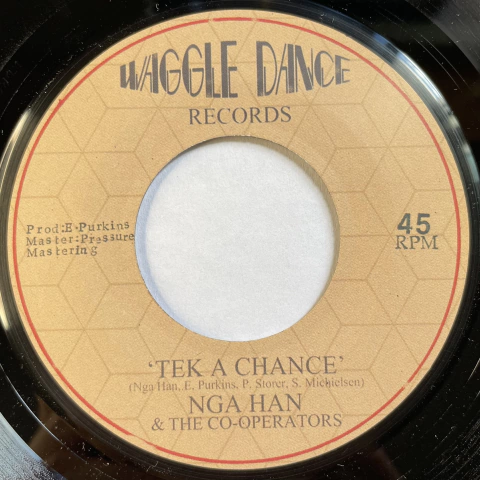 WAGGLE DANCE
RECORDS
Prod:E.Purkins
Master:Pressure
Mastering
45
RPM
'TEK A CHANCE'
(Nga Han, E. Purkins, P. Storer, S. Michielsen)
NGA HAN
& THE CO-OPERATORS